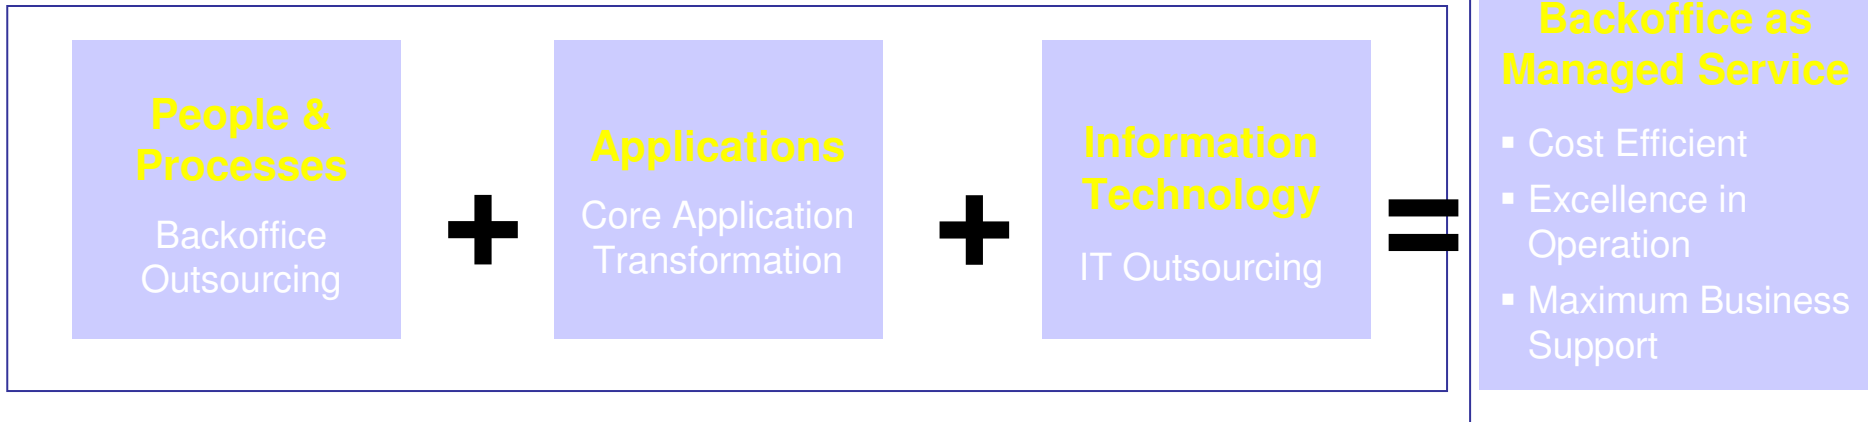 People &
Processes
Backoffice
Outsourcing
+
Applications
Core Application
Transformation
+
Information
Technology
IT Outsourcing
=
Backoffice as
Managed Service
▪ Cost Efficient
▪ Excellence in
Operation
▪ Maximum Business
Support